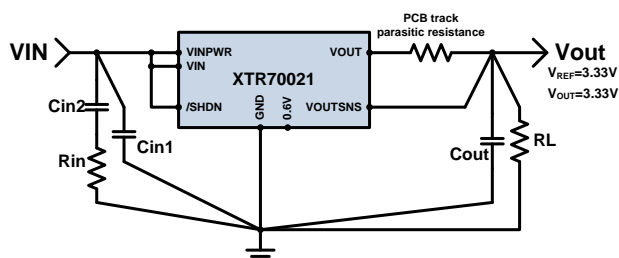 PCB track
parasitic resistance
VIN
VINPWR
VIN
/SHDN
XTR70021
GND
0.6V
VOUT
VOUTSNS
Vout
VREF=3.33V
VOUT=3.33V
Cin2
Cin1
Rin
Cout
RL